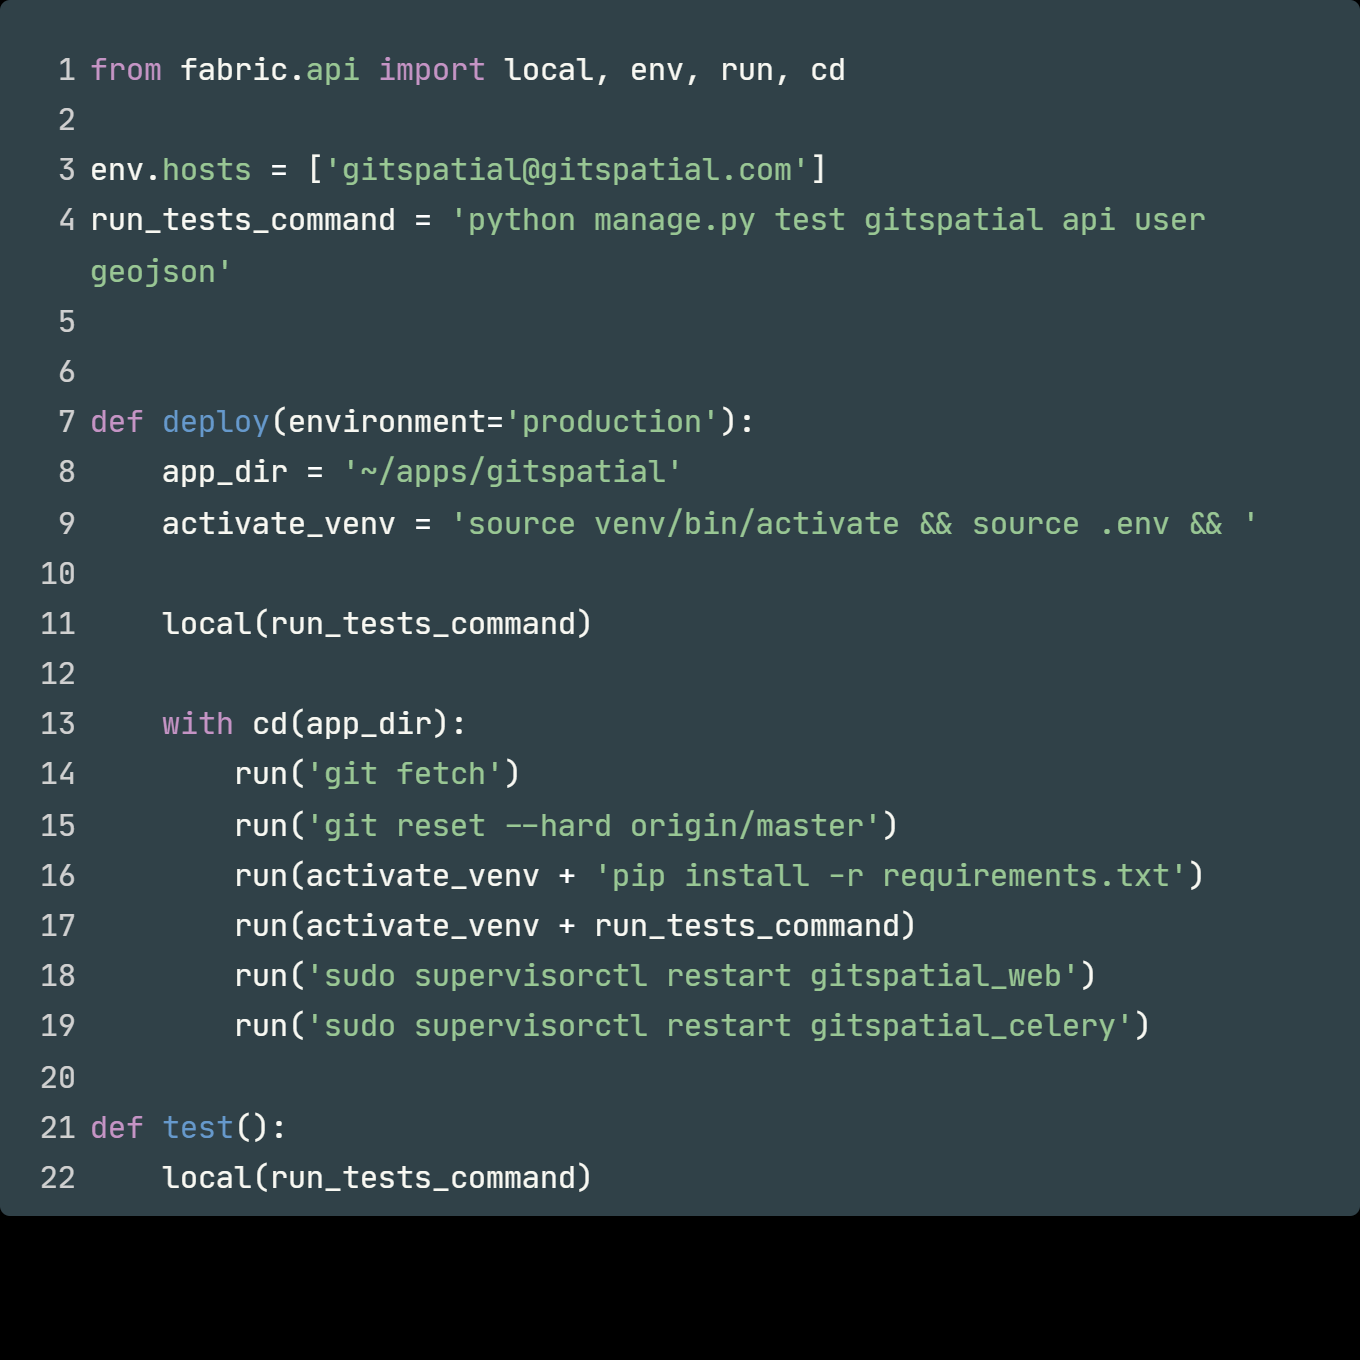 1 from fabric.api import local, env, run, cd
2
3 env.hosts = ['gitspatial@gitspatial.com']
4 run_tests_command = 'python manage.py test gitspatial api user
geojson'
5
6
7 def deploy(environment='production'):
8     app_dir = '~/apps/gitspatial'
9     activate_venv = 'source venv/bin/activate && source .env && '
10
11     local(run_tests_command)
12
13     with cd(app_dir):
14         run('git fetch')
15         run('git reset --hard origin/master')
16         run(activate_venv + 'pip install -r requirements.txt')
17         run(activate_venv + run_tests_command)
18         run('sudo supervisorctl restart gitspatial_web')
19         run('sudo supervisorctl restart gitspatial_celery')
20
21 def test():
22     local(run_tests_command)